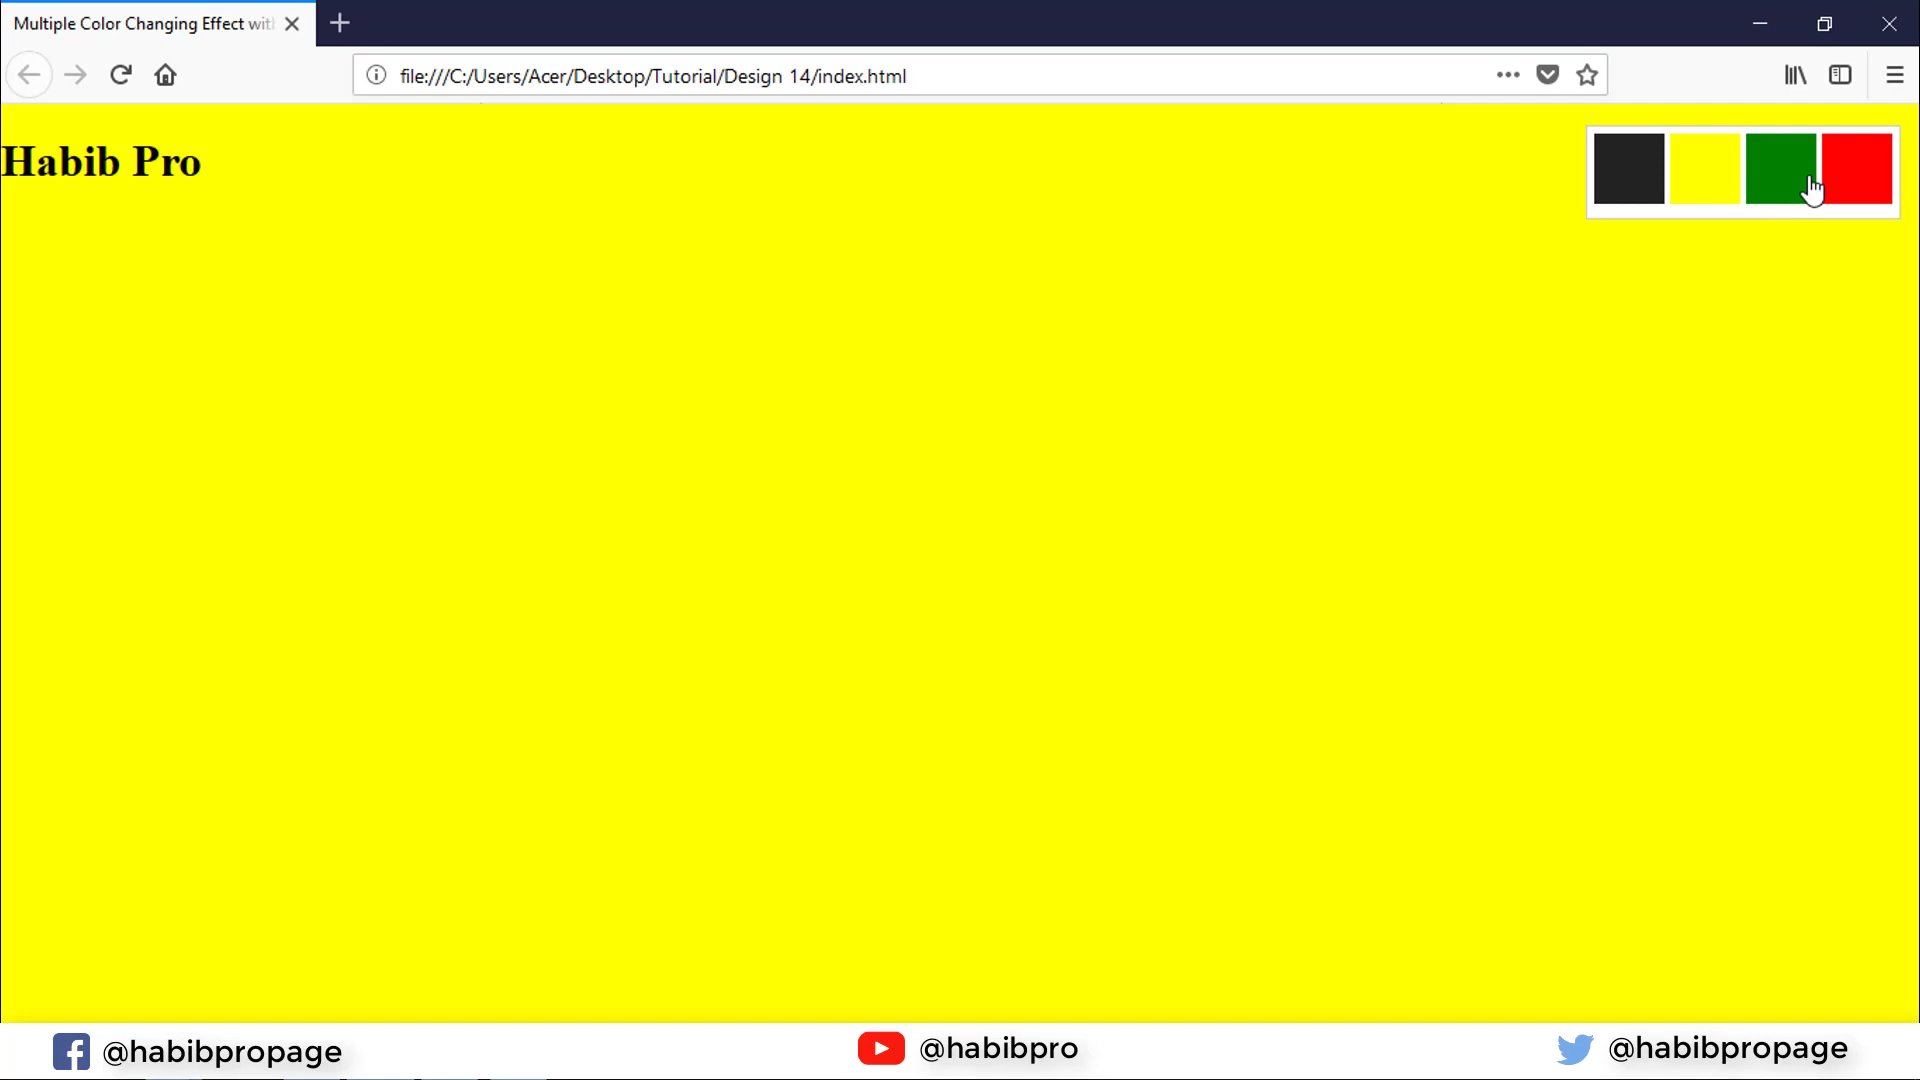 Multiple Color Changing Effect wit
file:///C:/Users/Acer/Desktop/Tutorial/Design 14/index.html
Habib Pro
@habibpropage
@habibpro
@habibpropage